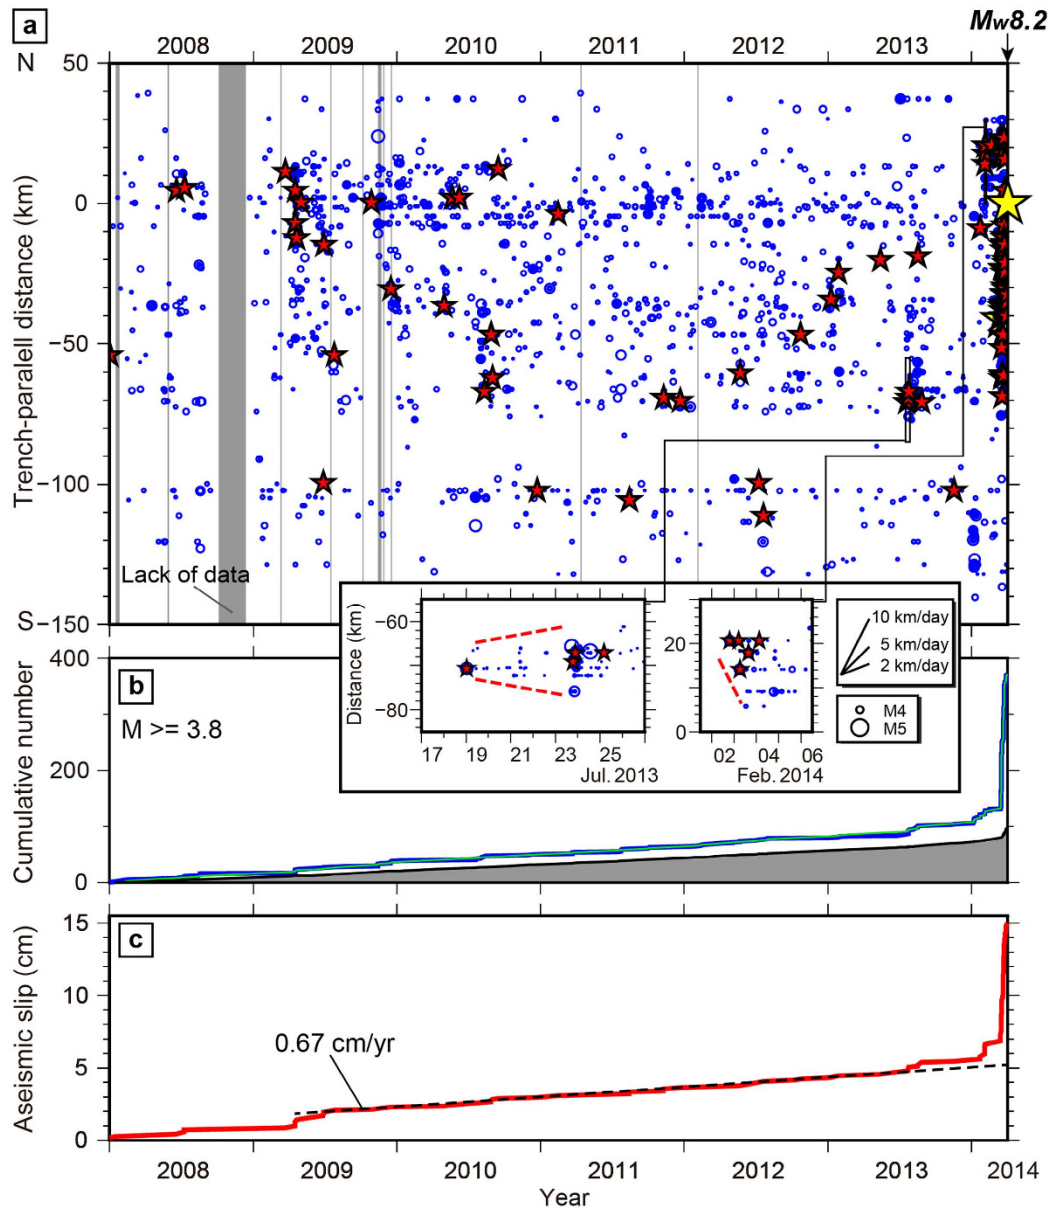 a
Mw8.2
2008 2009 2010 2011 2012 2013
N
50
0
−50
−100
S −150
Trench-paralell distance (km)
Lack of data
Distance (km)
−60
−80
17 19 21 23 25
Jul. 2013
20
0
02 04 06
Feb. 2014
10 km/day
5 km/day
2 km/day
M4
M5
b
M >= 3.8
400
200
0
Cumulative number
c
0.67 cm/yr
15
10
5
0
Aseismic slip (cm)
2008 2009 2010 2011 2012 2013 2014
Year